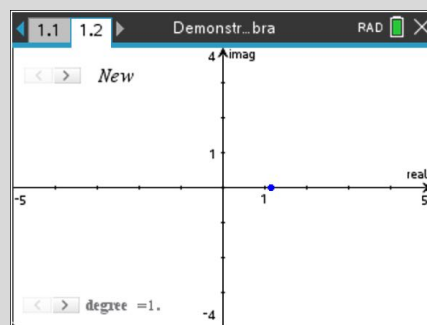 1.1 1.2 Demonstr...bra RAD
4 imag
New
1
real
-5 1 5
degree =1.
-4